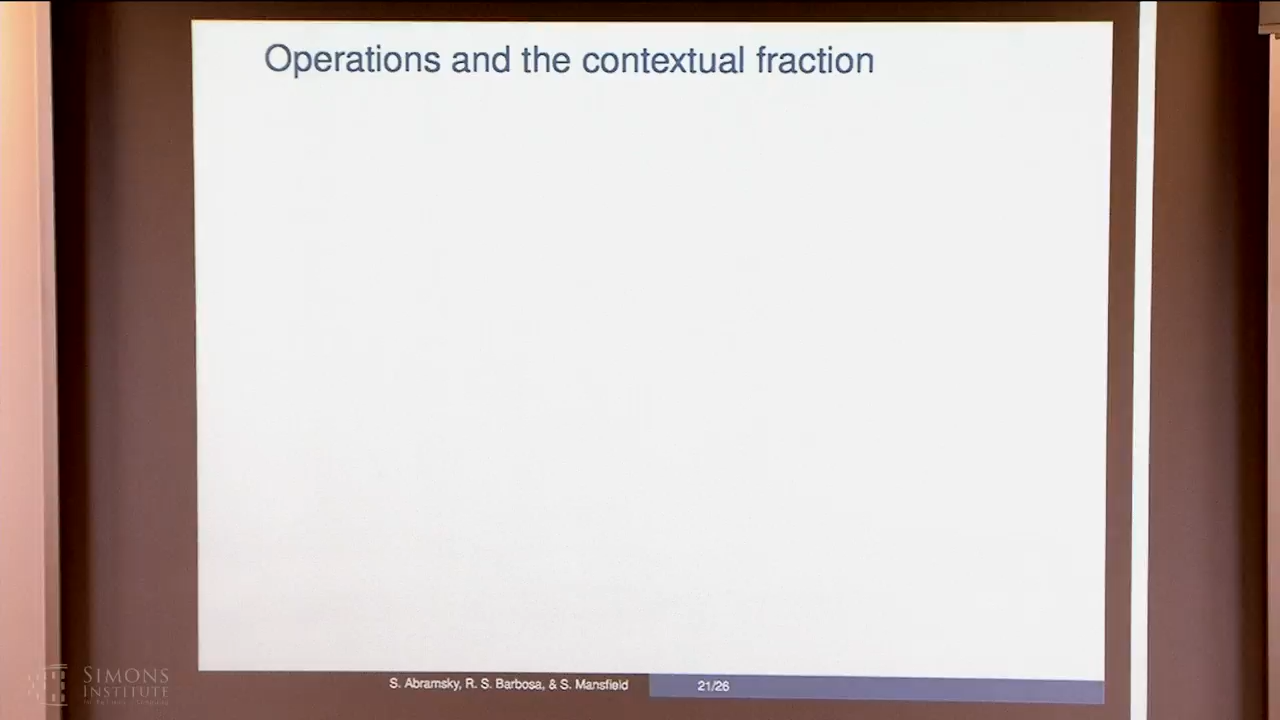 Operations and the contextual fraction
S. Abramsky, R. S. Barbosa, & S. Mansfield
21/26
SIMONS
INSTITUTE